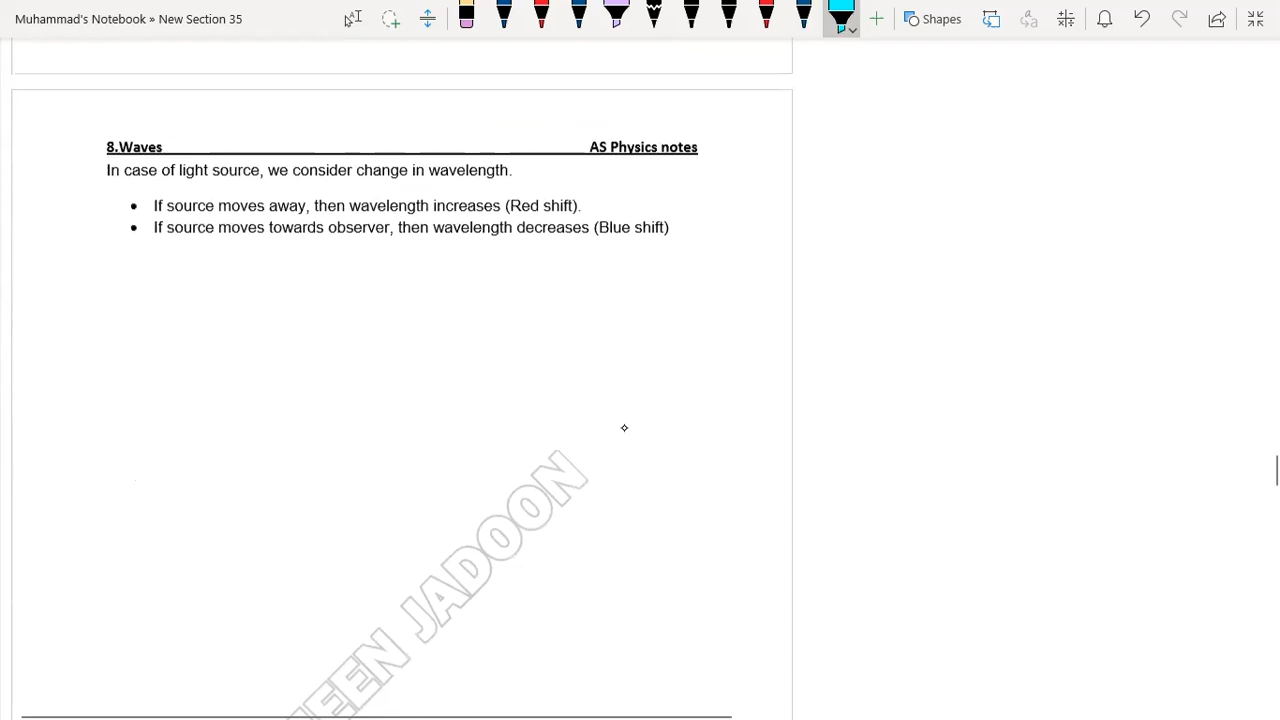 Muhammad's Notebook » New Section 35
Shapes
8.Waves AS Physics notes
In case of light source, we consider change in wavelength.
• If source moves away, then wavelength increases (Red shift).
• If source moves towards observer, then wavelength decreases (Blue shift)
EEN JADOON